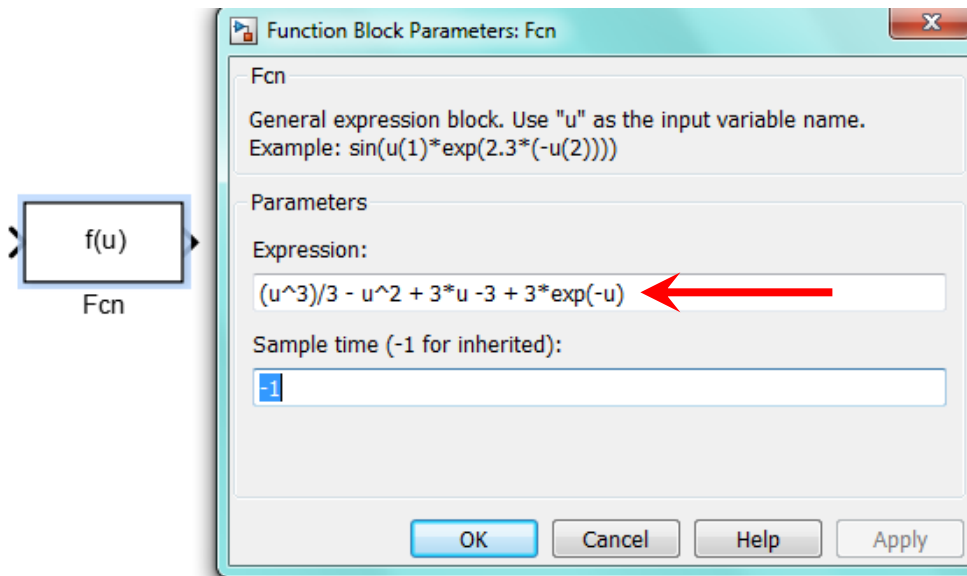 Function Block Parameters: Fcn
Fcn
General expression block. Use "u" as the input variable name.
Example: sin(u(1)*exp(2.3*(-u(2))))
f(u)
Fcn
Parameters
Expression:
(u^3)/3 - u^2 + 3*u -3 + 3*exp(-u)
Sample time (-1 for inherited):
-1
OK Cancel Help Apply